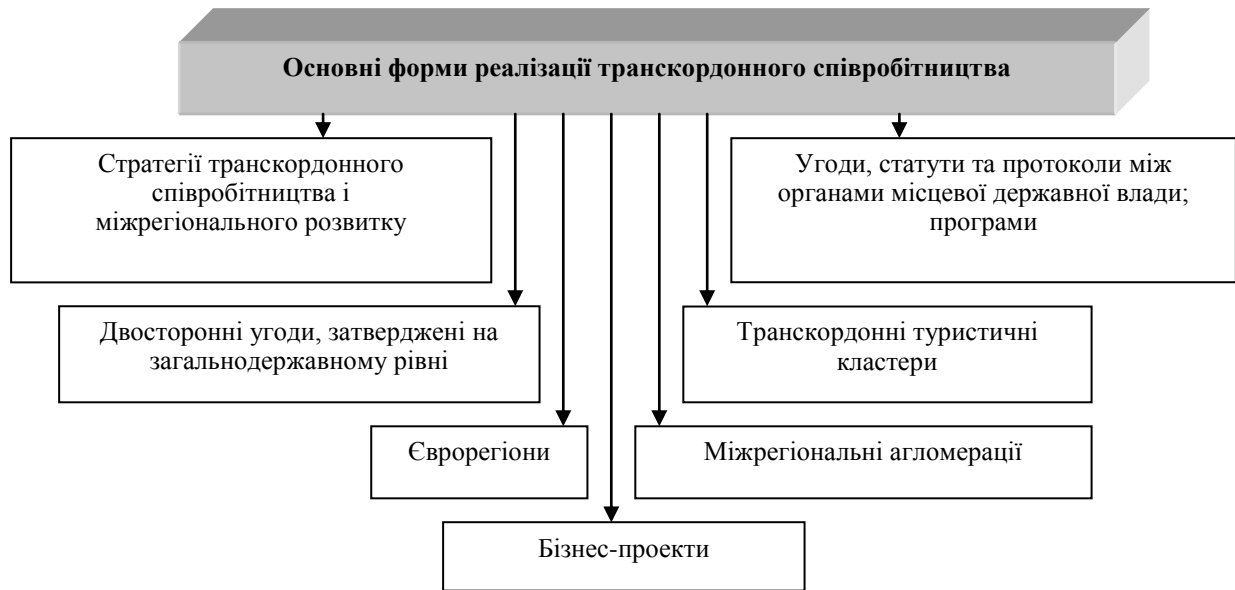 Основні форми реалізації транскордонного співробітництва
Стратегії транскордонного
співробітництва і
міжрегіонального розвитку
Угоди, статути та протоколи між
органами місцевої державної влади;
програми
Двосторонні угоди, затверджені на
загальнодержавному рівні
Транскордонні туристичні
кластери
Єврорегіони
Міжрегіональні агломерації
Бізнес-проекти